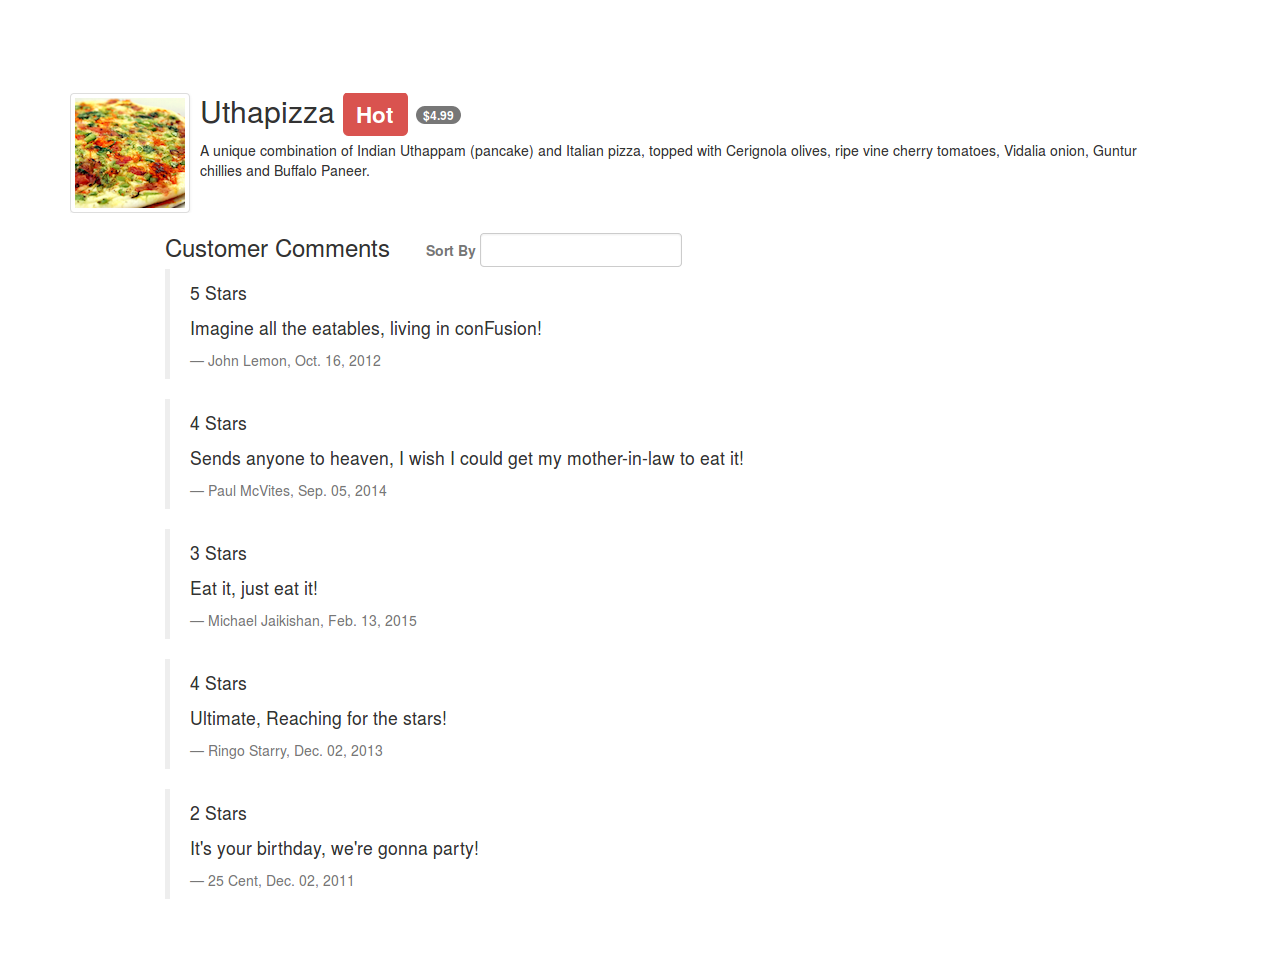 Uthapizza Hot $4.99
A unique combination of Indian Uthappam (pancake) and Italian pizza, topped with Cerignola olives, ripe vine cherry tomatoes, Vidalia onion, Guntur
chillies and Buffalo Paneer.
Customer Comments Sort By
5 Stars
Imagine all the eatables, living in conFusion!
— John Lemon, Oct. 16, 2012
4 Stars
Sends anyone to heaven, I wish I could get my mother-in-law to eat it!
— Paul McVites, Sep. 05, 2014
3 Stars
Eat it, just eat it!
— Michael Jaikishan, Feb. 13, 2015
4 Stars
Ultimate, Reaching for the stars!
— Ringo Starry, Dec. 02, 2013
2 Stars
It's your birthday, we're gonna party!
— 25 Cent, Dec. 02, 2011